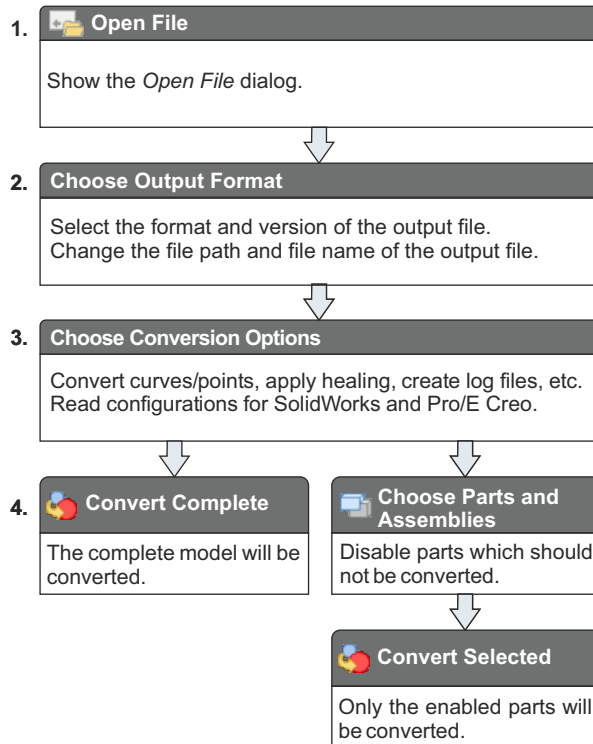 1. Open File
Show the Open File dialog.
2. Choose Output Format
Select the format and version of the output file.
Change the file path and file name of the output file.
3. Choose Conversion Options
Convert curves/points, apply healing, create log files, etc.
Read configurations for SolidWorks and Pro/E Creo.
4. Convert Complete
The complete model will be
converted.
Choose Parts and
Assemblies
Disable parts which should
not be converted.
Convert Selected
Only the enabled parts will
be converted.